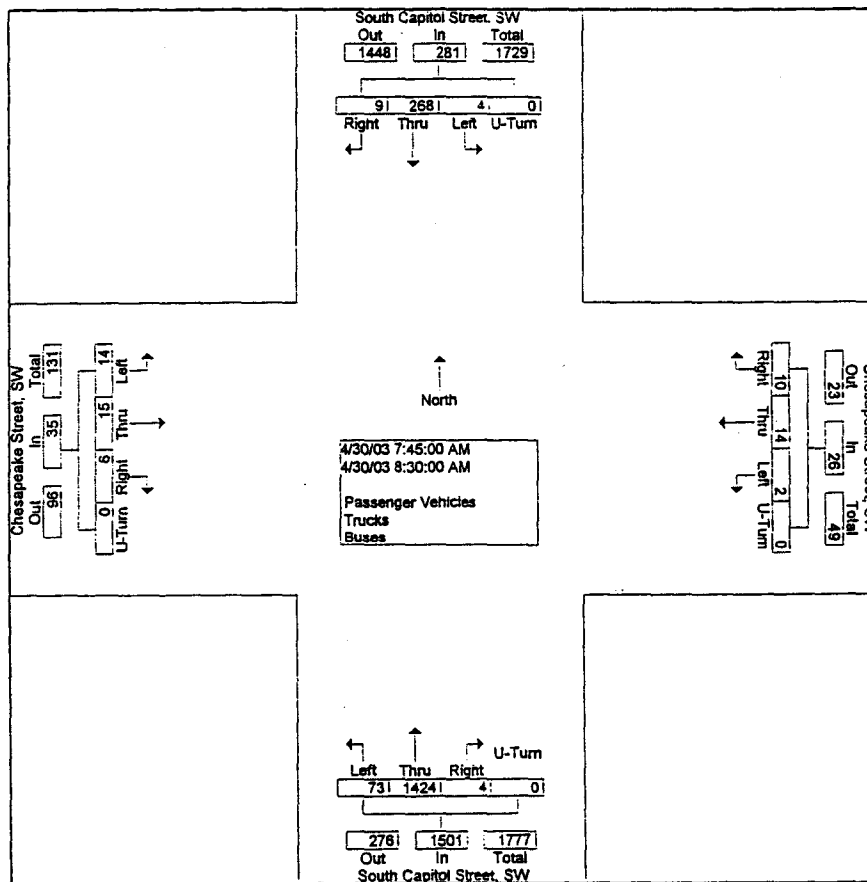 South Capitol Street, SW
Out In Total
1448 281 1729
9 268 4 0
Right Thru Left U-Turn
Chesapeake Street, SW
Total In Out
131 35 96
14 15 6 0
Left Thru Right U-Turn
North
4/30/03 7:45:00 AM
4/30/03 8:30:00 AM
Passenger Vehicles
Trucks
Buses
Right Thru Left U-Turn
10 14 2 0
23 26 49
Out In Total
U-Turn
Left Thru Right
73 1424 4 0
276 1501 1777
Out In Total
South Capitol Street, SW